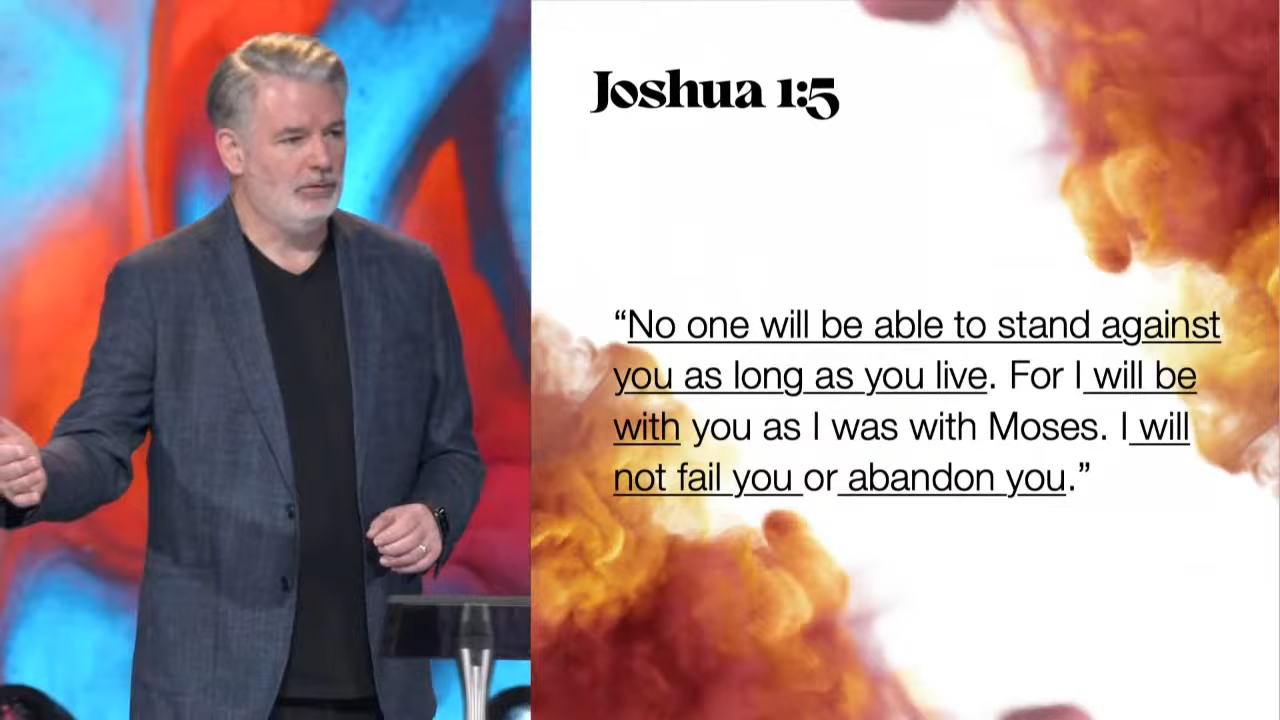 Joshua 1:5
“No one will be able to stand against
you as long as you live. For I will be
with you as I was with Moses. I will
not fail you or abandon you.”